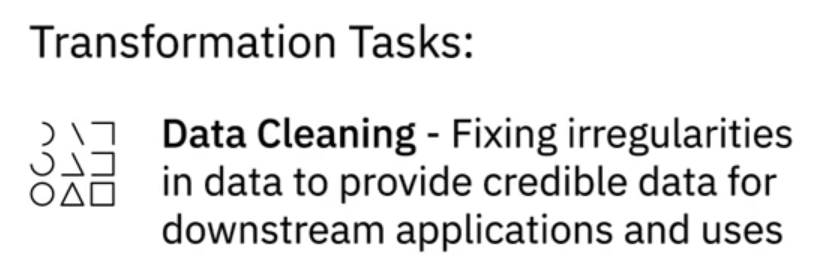 Transformation Tasks:
Data Cleaning - Fixing irregularities
in data to provide credible data for
downstream applications and uses